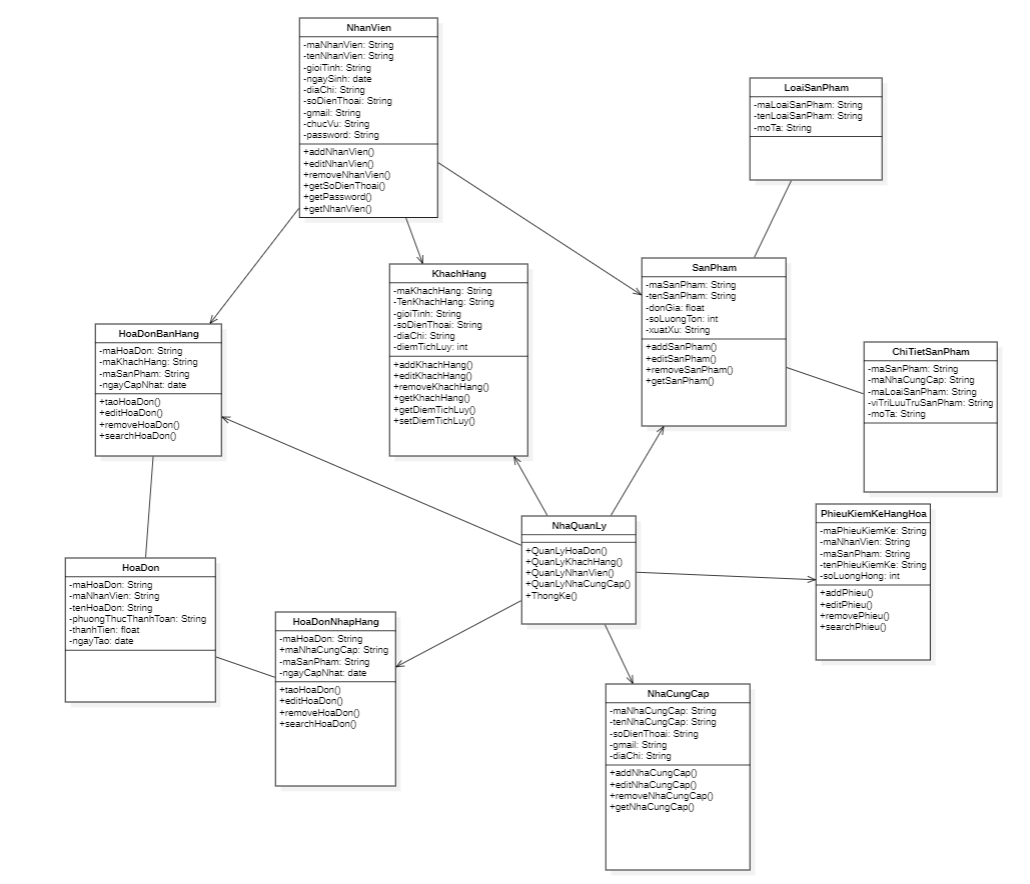 NhanVien
-maNhanVien: String
-tenNhanVien: String
-gioiTinh: String
-ngaySinh: date
-diaChi: String
-soDienThoai: String
-gmail: String
-chucVu: String
-password: String
+addNhanVien()
+editNhanVien()
+removeNhanVien()
+getSoDienThoai()
+getPassword()
+getNhanVien()
LoaiSanPham
-maLoaiSanPham: String
-tenLoaiSanPham: String
-moTa: String
KhachHang
-maKhachHang: String
-TenKhachHang: String
-gioiTinh: String
-soDienThoai: String
-diaChi: String
-diemTichLuy: int
+addKhachHang()
+editKhachHang()
+removeKhachHang()
+getKhachHang()
+getDiemTichLuy()
+setDiemTichLuy()
SanPham
-maSanPham: String
-tenSanPham: String
-donGia: float
-soLuongTon: int
-xuatXu: String
+addSanPham()
+editSanPham()
+removeSanPham()
+getSanPham()
HoaDonBanHang
-maHoaDon: String
-maKhachHang: String
-maSanPham: String
-ngayCapNhat: date
+taoHoaDon()
+editHoaDon()
+removeHoaDon()
+searchHoaDon()
ChiTietSanPham
-maSanPham: String
-maNhaCungCap: String
-maLoaiSanPham: String
-viTriLuuTruSanPham: String
-moTa: String
PhieuKiemKeHangHoa
-maPhieuKiemKe: String
-maNhanVien: String
-maSanPham: String
-tenPhieuKiemKe: String
-soLuongHong: int
+addPhieu()
+editPhieu()
+removePhieu()
+searchPhieu()
NhaQuanLy
+QuanLyHoaDon()
+QuanLyKhachHang()
+QuanLyNhanVien()
+QuanLyNhaCungCap()
+ThongKe()
HoaDon
-maHoaDon: String
-maNhanVien: String
-tenHoaDon: String
-phuongThucThanhToan: String
-thanhTien: float
-ngayTao: date
HoaDonNhapHang
-maHoaDon: String
+maNhaCungCap: String
-maSanPham: String
-ngayCapNhat: date
+taoHoaDon()
+editHoaDon()
+removeHoaDon()
+searchHoaDon()
NhaCungCap
-maNhaCungCap: String
-tenNhaCungCap: String
-soDienThoai: String
-gmail: String
-diaChi: String
+addNhaCungCap()
+editNhaCungCap()
+removeNhaCungCap()
+getNhaCungCap()